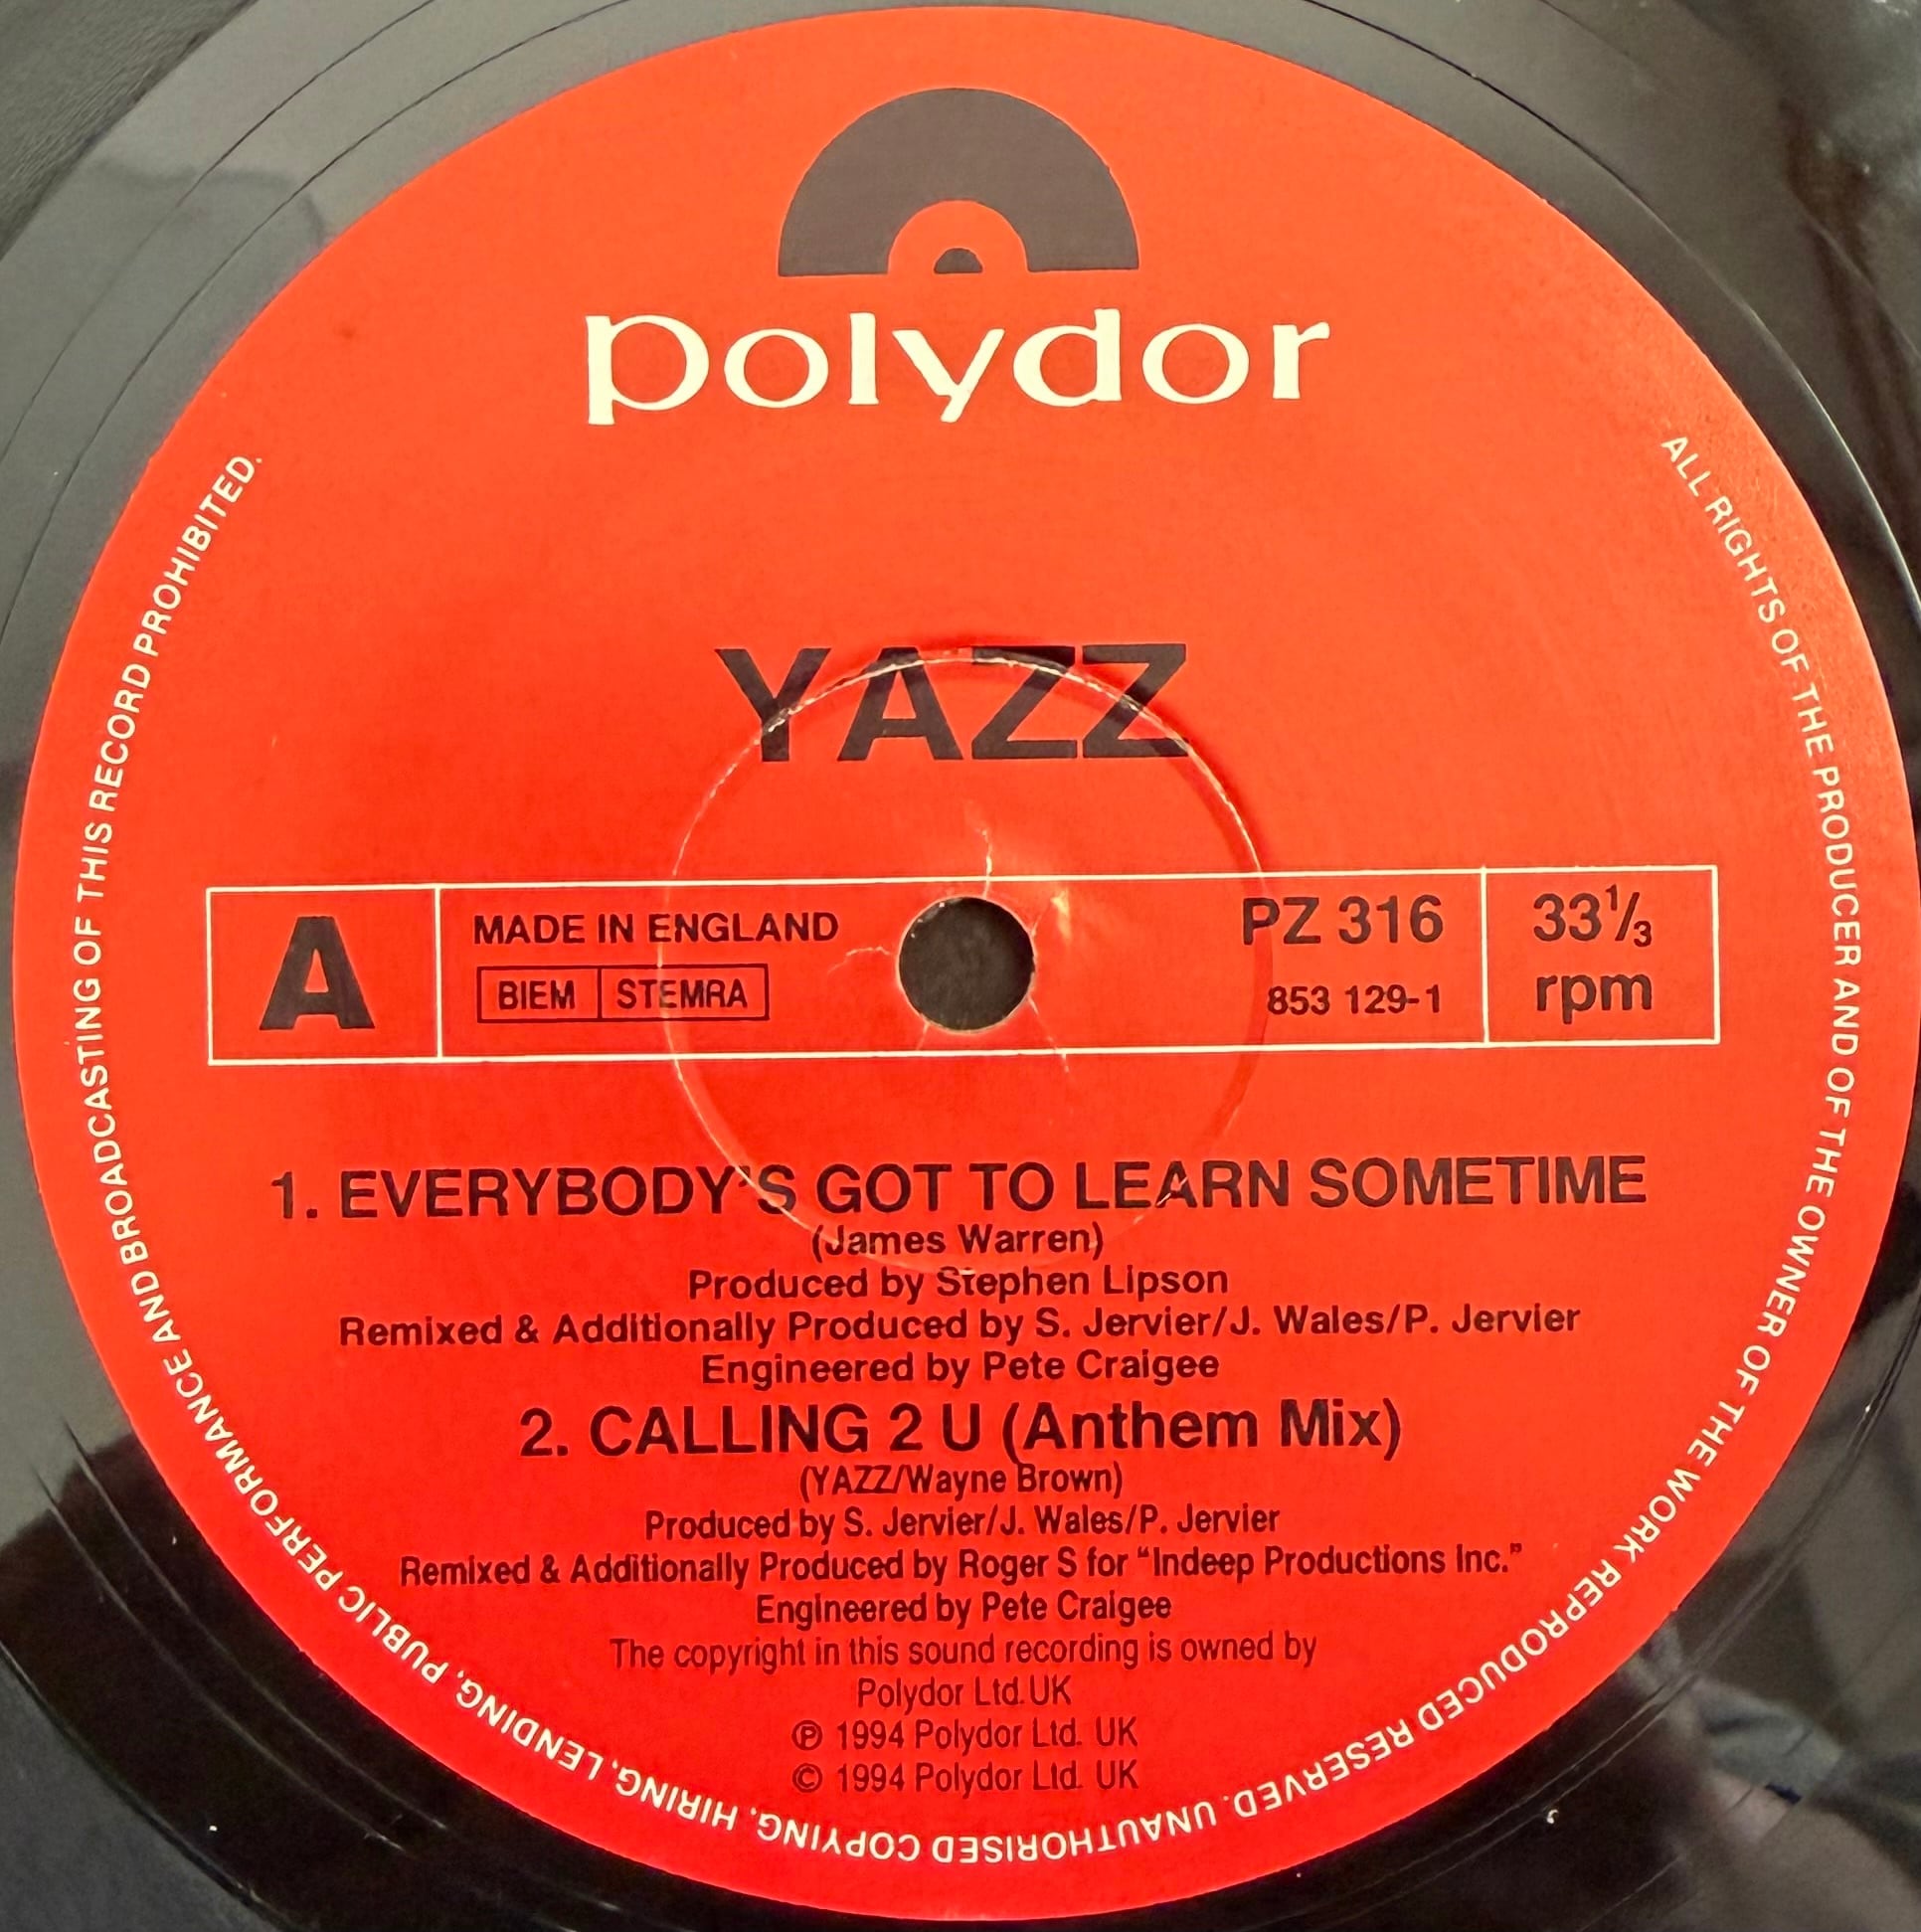 polydor
YAZZ
A
MADE IN ENGLAND
BIEM STEMRA
PZ 316
853 129-1
33⅓
rpm
1. EVERYBODY'S GOT TO LEARN SOMETIME
(James Warren)
Produced by Stephen Lipson
Remixed & Additionally Produced by S. Jervier/J. Wales/P. Jervier
Engineered by Pete Craigee
2. CALLING 2 U (Anthem Mix)
(YAZZ/Wayne Brown)
Produced by S. Jervier/J. Wales/P. Jervier
Remixed & Additionally Produced by Roger S for “Indeep Productions Inc.”
Engineered by Pete Craigee
The copyright in this sound recording is owned by
Polydor Ltd. UK
℗ 1994 Polydor Ltd. UK
© 1994 Polydor Ltd. UK
ALL RIGHTS OF THE PRODUCER AND OF THE OWNER OF THE WORK REPRODUCED RESERVED. UNAUTHORISED COPYING, HIRING, LENDING, PUBLIC PERFORMANCE AND BROADCASTING OF THIS RECORD PROHIBITED.